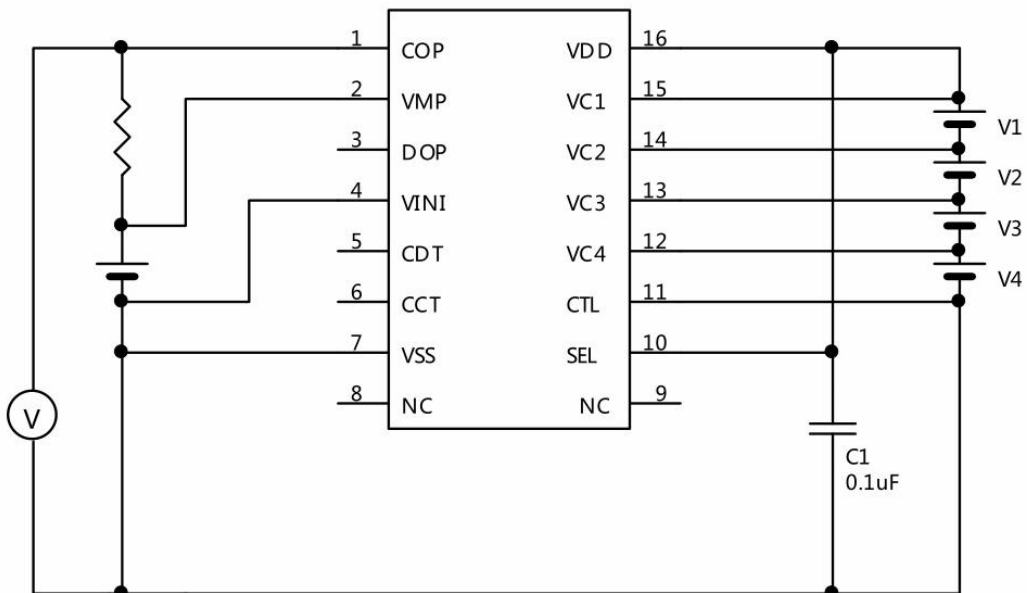 1 COP VDD 16
2 VMP VC1 15
V1
3 DOP VC2 14
V2
4 VINI VC3 13
V3
5 CDT VC4 12
V4
6 CCT CTL 11
7 VSS SEL 10
8 NC NC 9
V
C1
0.1uF